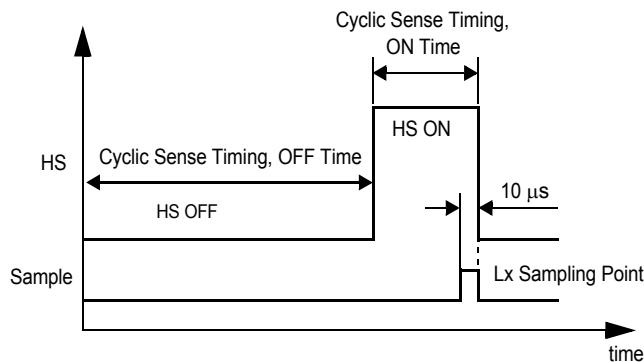 Cyclic Sense Timing,
ON Time
HS ON
HS
Cyclic Sense Timing, OFF Time
10 μs
HS OFF
Sample
Lx Sampling Point
time